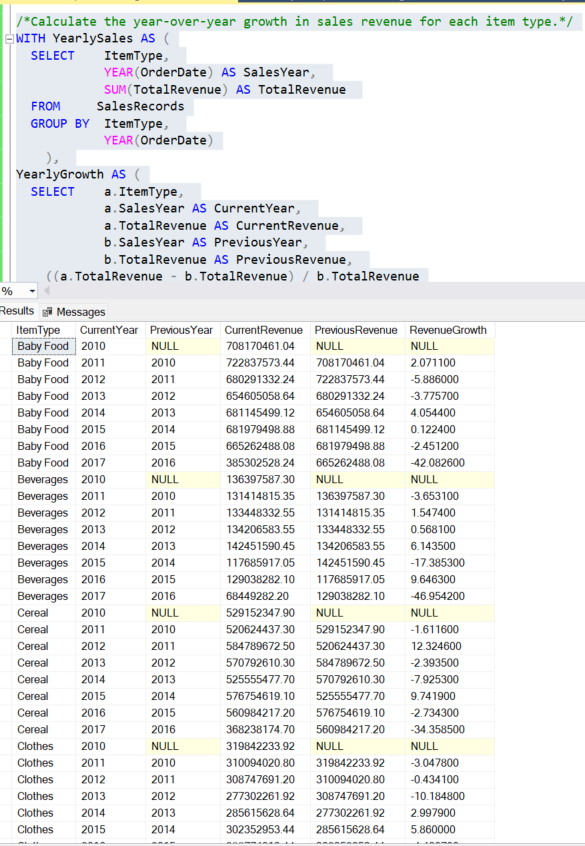 /*Calculate the year-over-year growth in sales revenue for each item type.*/
WITH YearlySales AS (
SELECT ItemType,
YEAR(OrderDate) AS SalesYear,
SUM(TotalRevenue) AS TotalRevenue
FROM SalesRecords
GROUP BY ItemType,
YEAR(OrderDate)
),
YearlyGrowth AS (
SELECT a.ItemType,
a.SalesYear AS CurrentYear,
a.TotalRevenue AS CurrentRevenue,
b.SalesYear AS PreviousYear,
b.TotalRevenue AS PreviousRevenue,
((a.TotalRevenue - b.TotalRevenue) / b.TotalRevenue
%
Results Messages
ItemType CurrentYear PreviousYear CurrentRevenue PreviousRevenue RevenueGrowth
Baby Food 2010 NULL 708170461.04 NULL NULL
Baby Food 2011 2010 722837573.44 708170461.04 2.071100
Baby Food 2012 2011 680291332.24 722837573.44 -5.886000
Baby Food 2013 2012 654605058.64 680291332.24 -3.775700
Baby Food 2014 2013 681145499.12 654605058.64 4.054400
Baby Food 2015 2014 681979498.88 681145499.12 0.122400
Baby Food 2016 2015 665262488.08 681979498.88 -2.451200
Baby Food 2017 2016 385302528.24 665262488.08 -42.082600
Beverages 2010 NULL 136397587.30 NULL NULL
Beverages 2011 2010 131414815.35 136397587.30 -3.653100
Beverages 2012 2011 133448332.55 131414815.35 1.547400
Beverages 2013 2012 134206583.55 133448332.55 0.568100
Beverages 2014 2013 142451590.45 134206583.55 6.143500
Beverages 2015 2014 117685917.05 142451590.45 -17.385300
Beverages 2016 2015 129038282.10 117685917.05 9.646300
Beverages 2017 2016 68449282.20 129038282.10 -46.954200
Cereal 2010 NULL 529152347.90 NULL NULL
Cereal 2011 2010 520624437.30 529152347.90 -1.611600
Cereal 2012 2011 584789672.50 520624437.30 12.324600
Cereal 2013 2012 570792610.30 584789672.50 -2.393500
Cereal 2014 2013 525555477.70 570792610.30 -7.925300
Cereal 2015 2014 576754619.10 525555477.70 9.741900
Cereal 2016 2015 560984217.20 576754619.10 -2.734300
Cereal 2017 2016 368238174.70 560984217.20 -34.358500
Clothes 2010 NULL 319842233.92 NULL NULL
Clothes 2011 2010 310094020.80 319842233.92 -3.047800
Clothes 2012 2011 308747691.20 310094020.80 -0.434100
Clothes 2013 2012 277302261.92 308747691.20 -10.184800
Clothes 2014 2013 285615628.64 277302261.92 2.997900
Clothes 2015 2014 302352953.44 285615628.64 5.860000